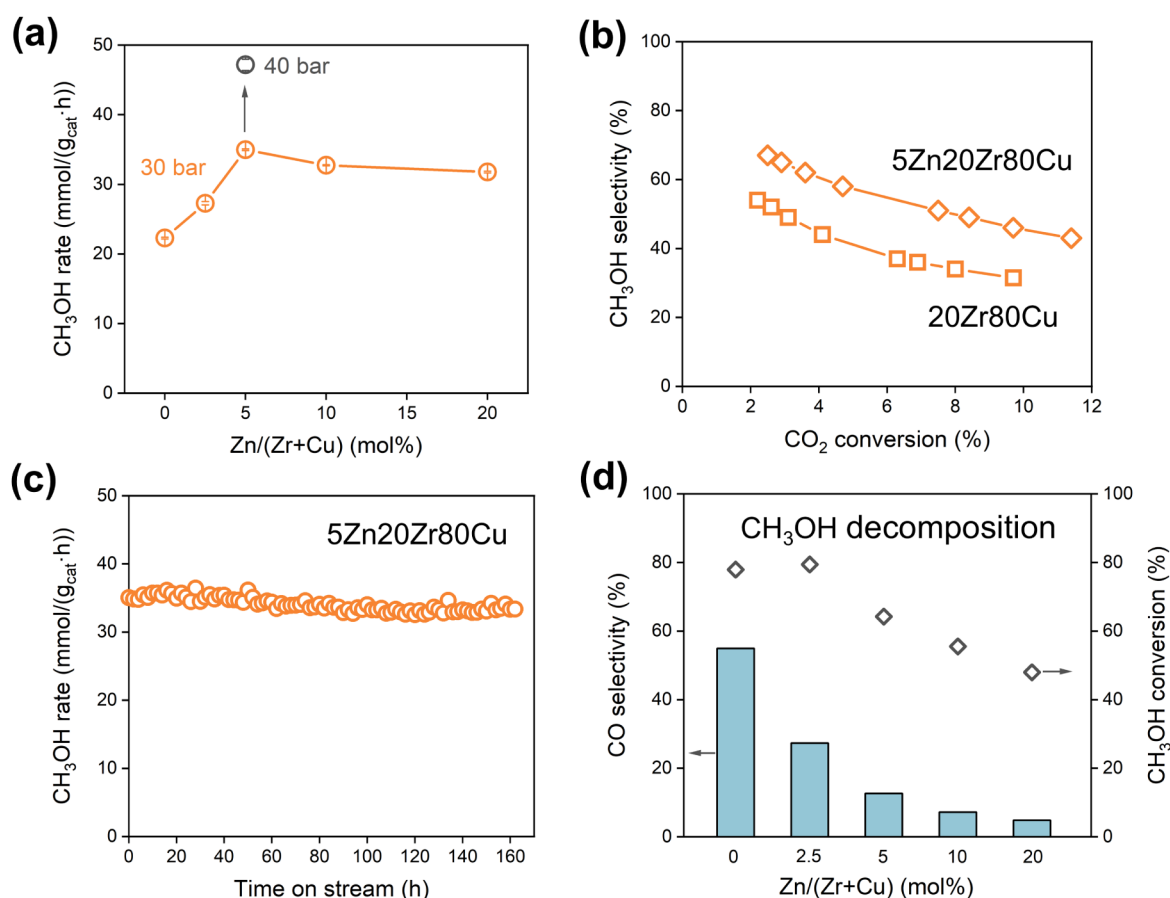 (a)
50
40
30
20
10
0
CH₃OH rate (mmol/(g_cat·h))
40 bar
30 bar
0 5 10 15 20
Zn/(Zr+Cu) (mol%)
(b)
100
80
60
40
20
0
CH₃OH selectivity (%)
5Zn20Zr80Cu
20Zr80Cu
0 2 4 6 8 10 12
CO₂ conversion (%)
(c)
50
40
30
20
10
0
CH₃OH rate (mmol/(g_cat·h))
5Zn20Zr80Cu
0 20 40 60 80 100 120 140 160
Time on stream (h)
(d)
100
80
60
40
20
0
CO selectivity (%)
CH₃OH decomposition
100
80
60
40
20
0
CH₃OH conversion (%)
0 2.5 5 10 20
Zn/(Zr+Cu) (mol%)